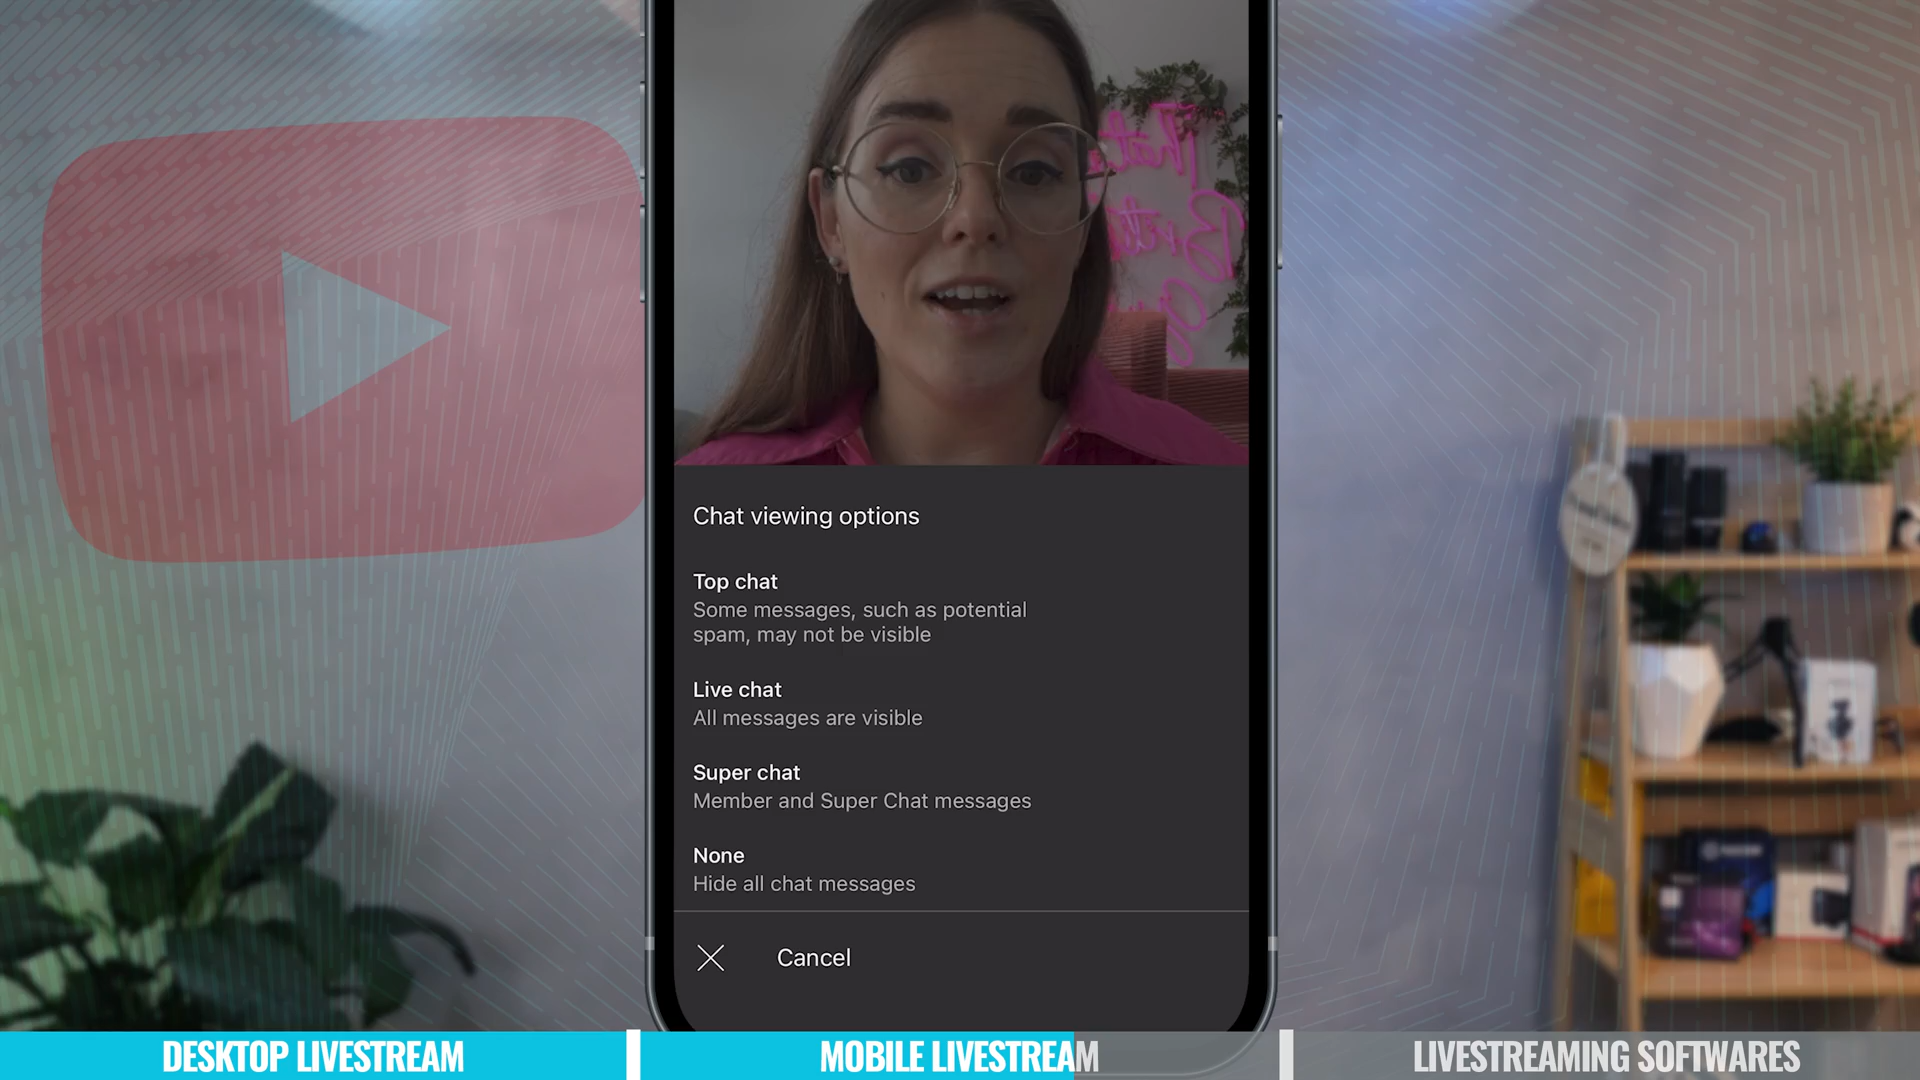 Chat viewing options
Top chat
Some messages, such as potential
spam, may not be visible
Live chat
All messages are visible
Super chat
Member and Super Chat messages
None
Hide all chat messages
Cancel
DESKTOP LIVESTREAM
MOBILE LIVESTREAM
LIVESTREAMING SOFTWARES